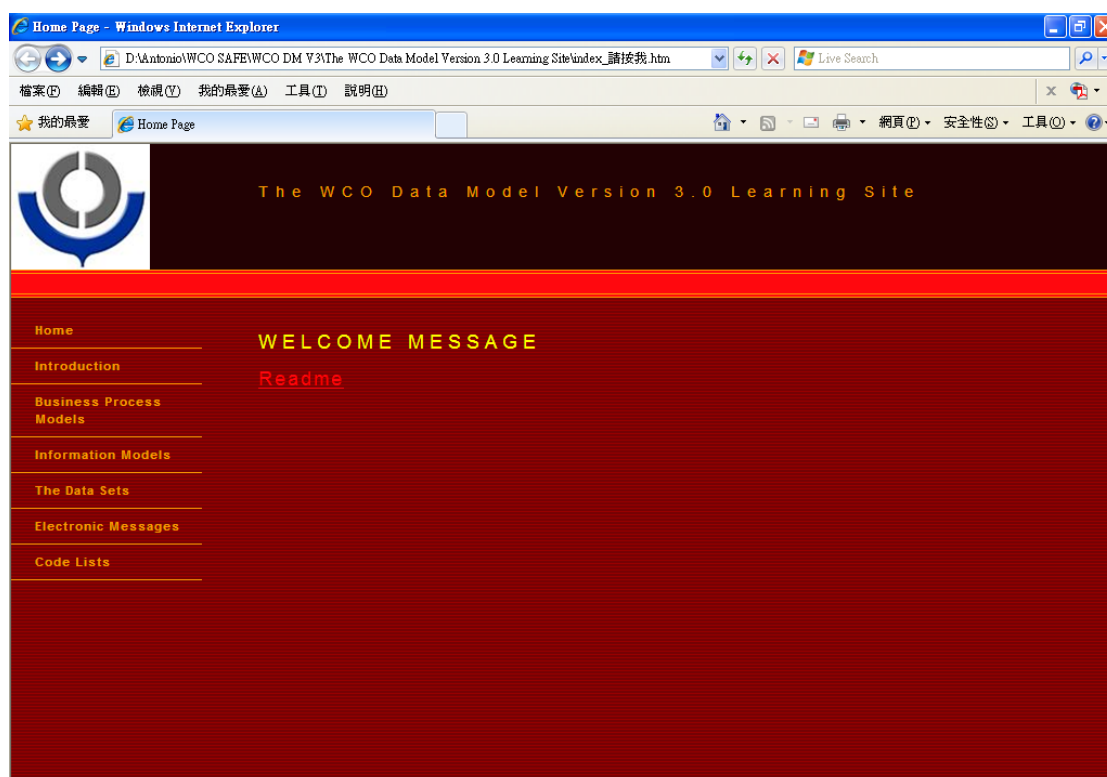 Home Page - Windows Internet Explorer
D:\Antonio\WCO SAFE\WCO DM V3\The WCO Data Model Version 3.0 Learning Site\index_請按我.htm
Live Search
檔案(F) 編輯(E) 檢視(V) 我的最愛(A) 工具(T) 說明(H)
我的最愛 Home Page 網頁(P) 安全性(S) 工具(O)
The WCO Data Model Version 3.0 Learning Site
Home
Introduction
Business Process
Models
Information Models
The Data Sets
Electronic Messages
Code Lists
WELCOME MESSAGE
Readme